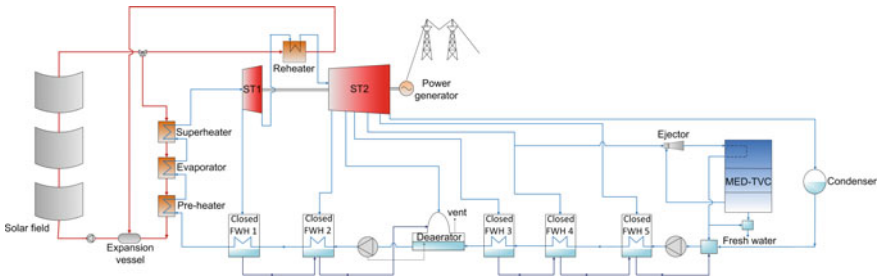 Reheater
ST1
ST2
Power
generator
Superheater
Evaporator
Pre-heater
Solar field
Expansion
vessel
Closed
FWH 1
Closed
FWH 2
vent
Deaerator
Closed
FWH 3
Closed
FWH 4
Closed
FWH 5
Ejector
MED-TVC
Condenser
Fresh water